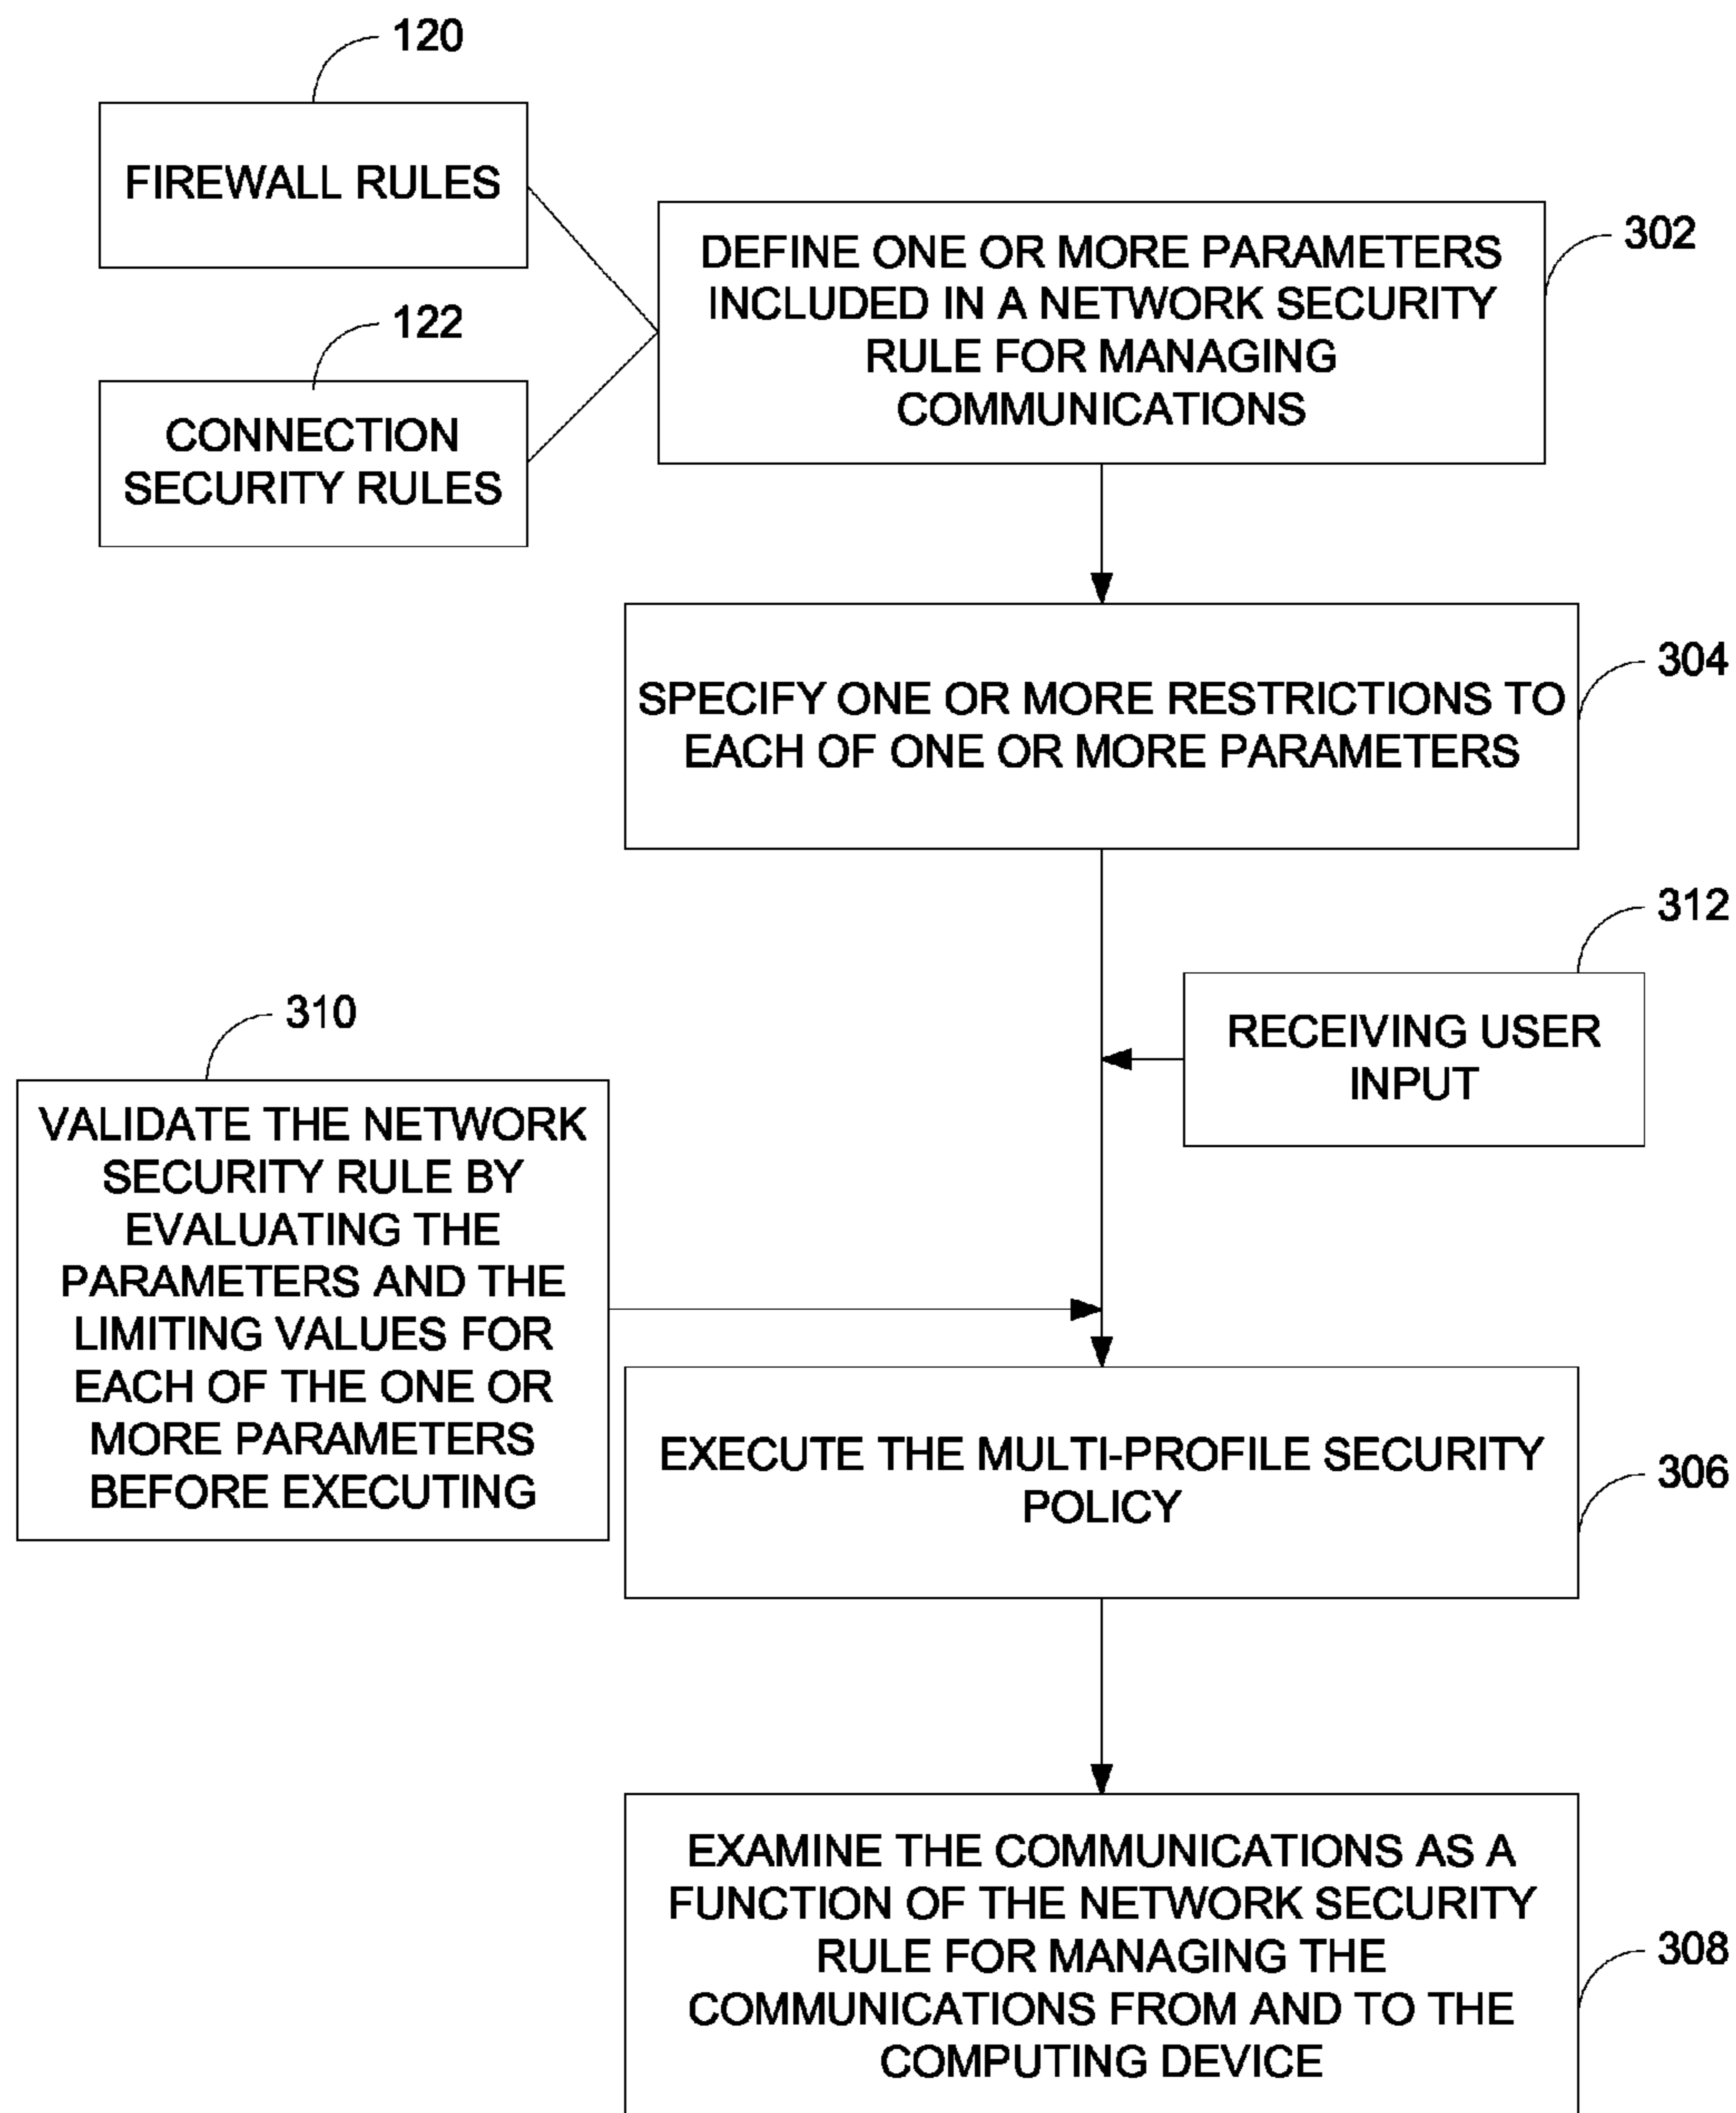 120
FIREWALL RULES
122
CONNECTION
SECURITY RULES
302
DEFINE ONE OR MORE PARAMETERS
INCLUDED IN A NETWORK SECURITY
RULE FOR MANAGING
COMMUNICATIONS
304
SPECIFY ONE OR MORE RESTRICTIONS TO
EACH OF ONE OR MORE PARAMETERS
312
RECEIVING USER
INPUT
310
VALIDATE THE NETWORK
SECURITY RULE BY
EVALUATING THE
PARAMETERS AND THE
LIMITING VALUES FOR
EACH OF THE ONE OR
MORE PARAMETERS
BEFORE EXECUTING
EXECUTE THE MULTI-PROFILE SECURITY
POLICY
306
EXAMINE THE COMMUNICATIONS AS A
FUNCTION OF THE NETWORK SECURITY
RULE FOR MANAGING THE
COMMUNICATIONS FROM AND TO THE
COMPUTING DEVICE
308